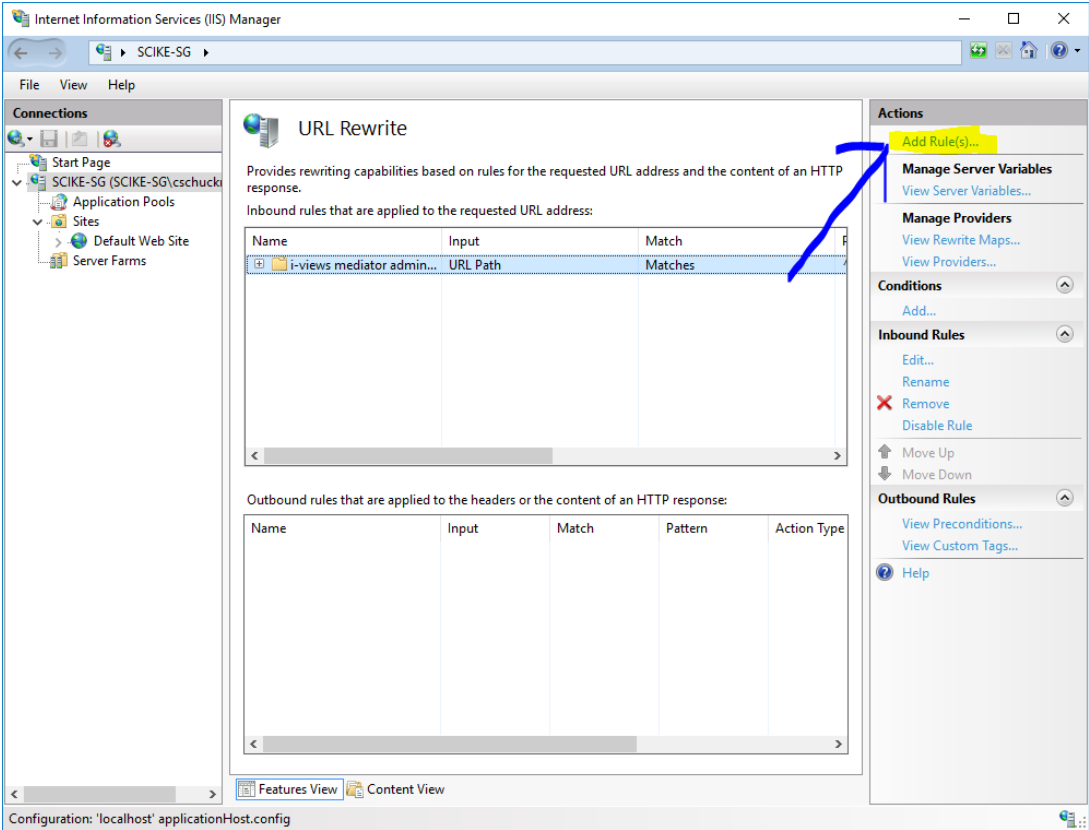 Internet Information Services (IIS) Manager
SCIKE-SG
File View Help
Connections
Start Page
SCIKE-SG (SCIKE-SG\cschuck
Application Pools
Sites
Default Web Site
Server Farms
URL Rewrite
Provides rewriting capabilities based on rules for the requested URL address and the content of an HTTP
response.
Inbound rules that are applied to the requested URL address:
Name Input Match
i-views mediator admin... URL Path Matches
Outbound rules that are applied to the headers or the content of an HTTP response:
Name Input Match Pattern Action Type
Features View Content View
Actions
Add Rule(s)...
Manage Server Variables
View Server Variables...
Manage Providers
View Rewrite Maps...
View Providers...
Conditions
Add...
Inbound Rules
Edit...
Rename
Remove
Disable Rule
Move Up
Move Down
Outbound Rules
View Preconditions...
View Custom Tags...
Help
Configuration: 'localhost' applicationHost.config